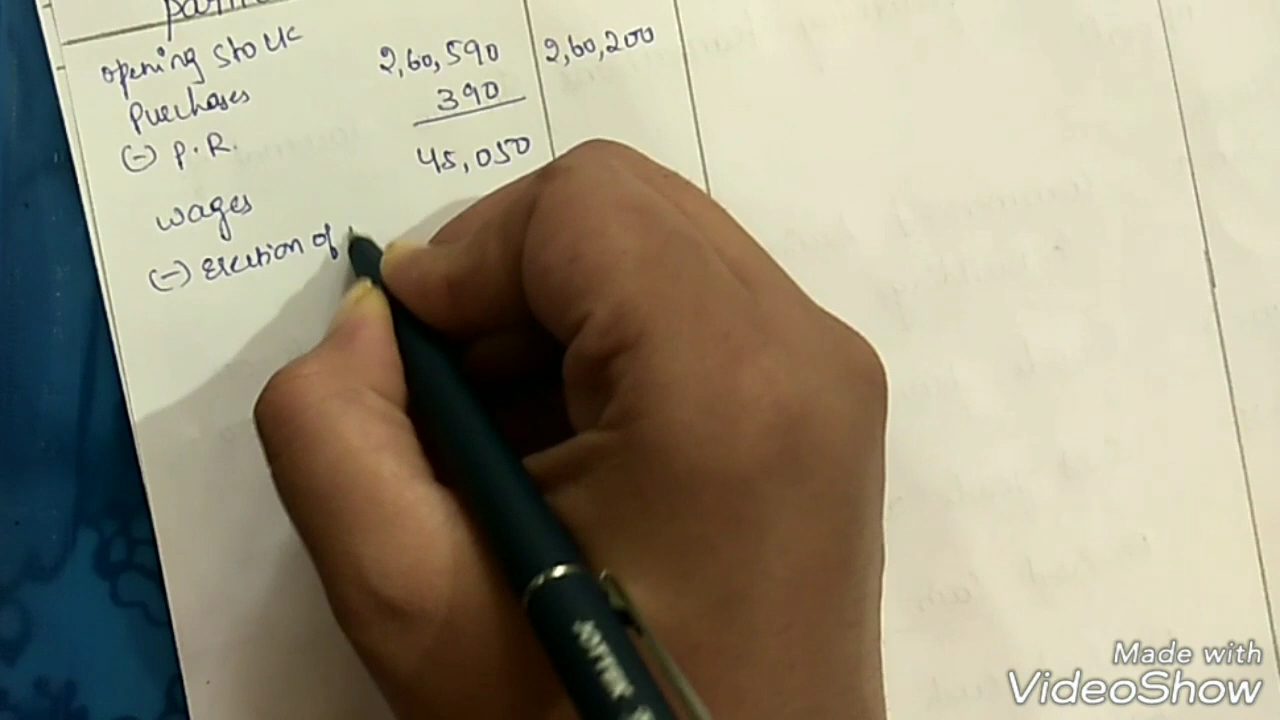 opening stock
Purchases 2,60,590 2,60,200
(-) P.R. 390
wages 45,050
(-) Erection of
Made with
VideoShow